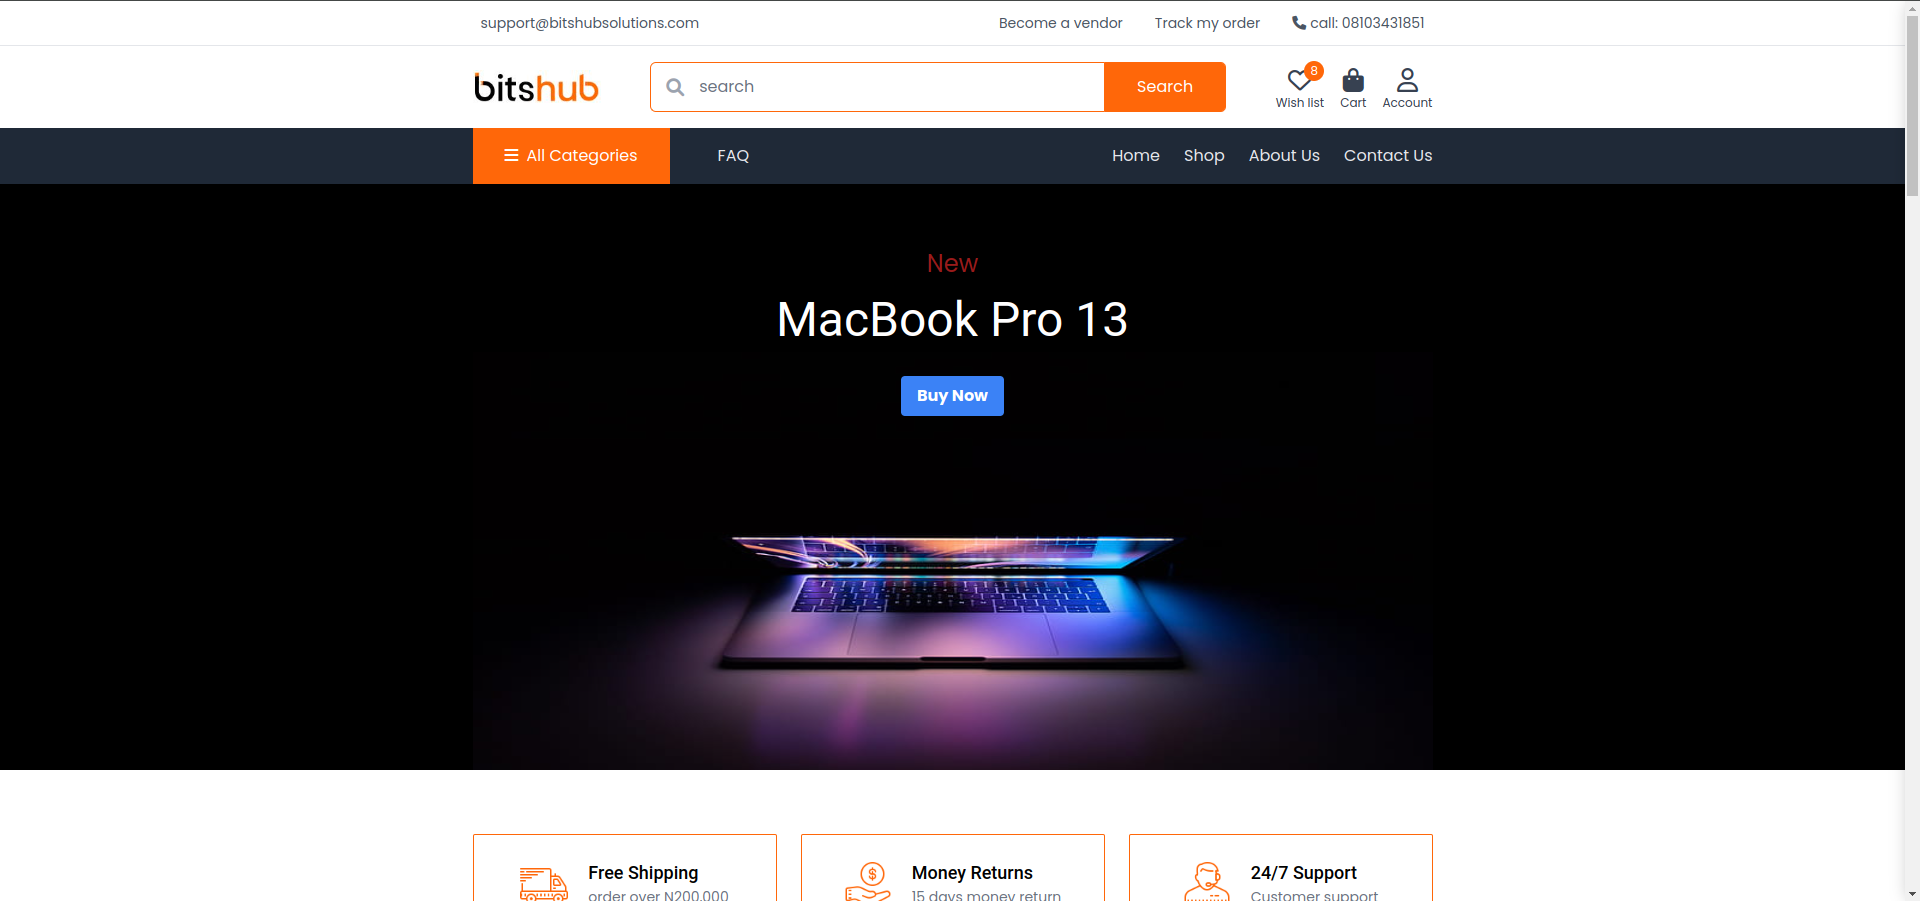 support@bitshubsolutions.com Become a vendor Track my order call: 08103431851
bitshub search Search 8 Wish list Cart Account
All Categories FAQ Home Shop About Us Contact Us
New
MacBook Pro 13
Buy Now
Free Shipping Money Returns 24/7 Support
order over N200,000 15 days money return Customer support